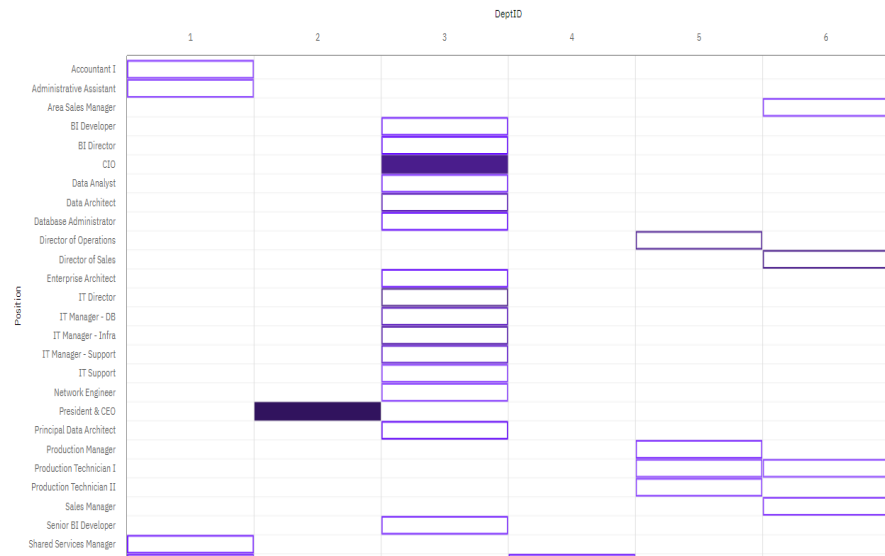 DeptID
1 2 3 4 5 6
Accountant I
Administrative Assistant
Area Sales Manager
BI Developer
BI Director
CIO
Data Analyst
Data Architect
Database Administrator
Director of Operations
Director of Sales
Enterprise Architect
IT Director
Position
IT Manager - DB
IT Manager - Infra
IT Manager - Support
IT Support
Network Engineer
President & CEO
Principal Data Architect
Production Manager
Production Technician I
Production Technician II
Sales Manager
Senior BI Developer
Shared Services Manager